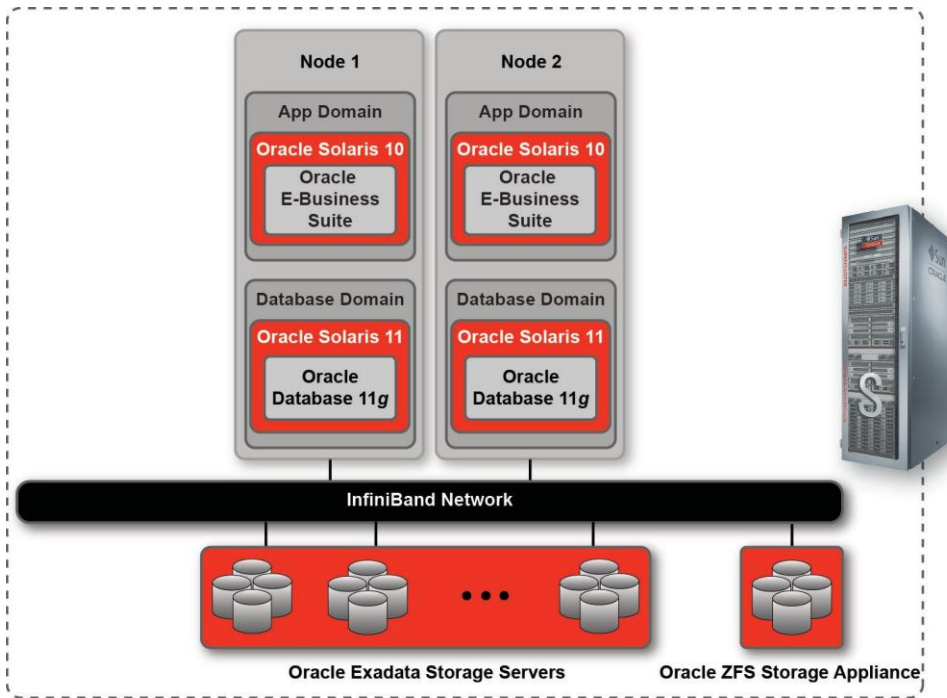 Node 1
App Domain
Oracle Solaris 10
Oracle
E-Business
Suite
Database Domain
Oracle Solaris 11
Oracle
Database 11g
Node 2
App Domain
Oracle Solaris 10
Oracle
E-Business
Suite
Database Domain
Oracle Solaris 11
Oracle
Database 11g
InfiniBand Network
Oracle Exadata Storage Servers
Oracle ZFS Storage Appliance
Sun
ORACLE